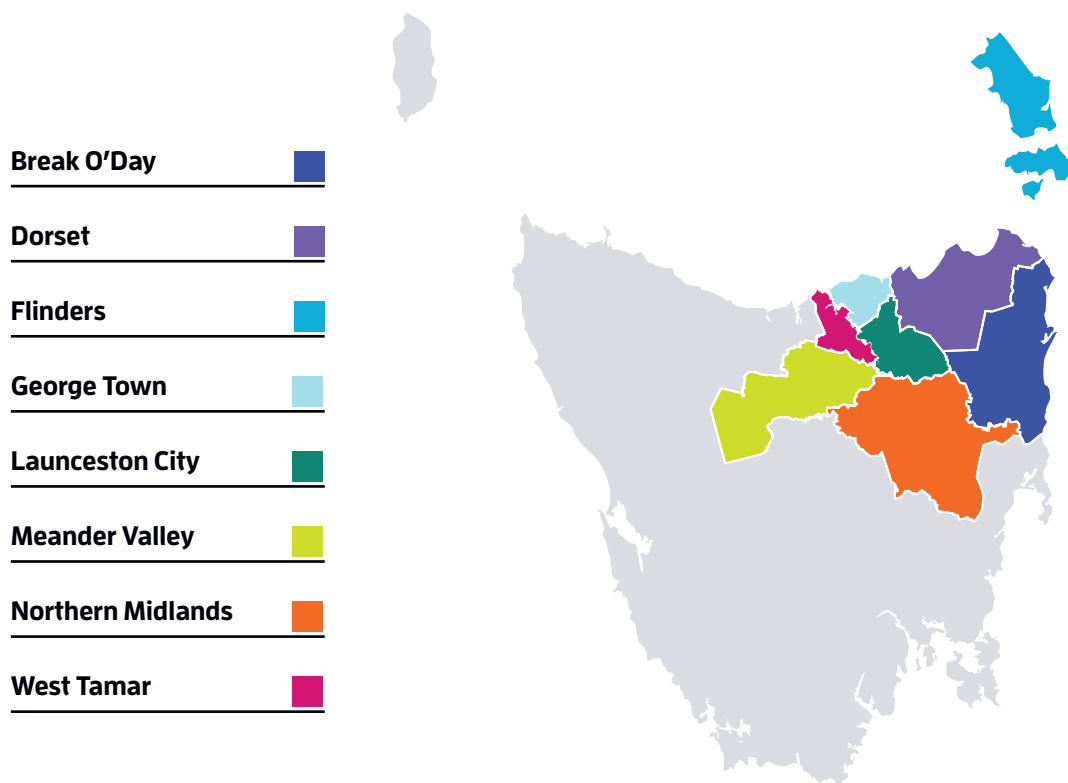 Break O’Day
Dorset
Flinders
George Town
Launceston City
Meander Valley
Northern Midlands
West Tamar